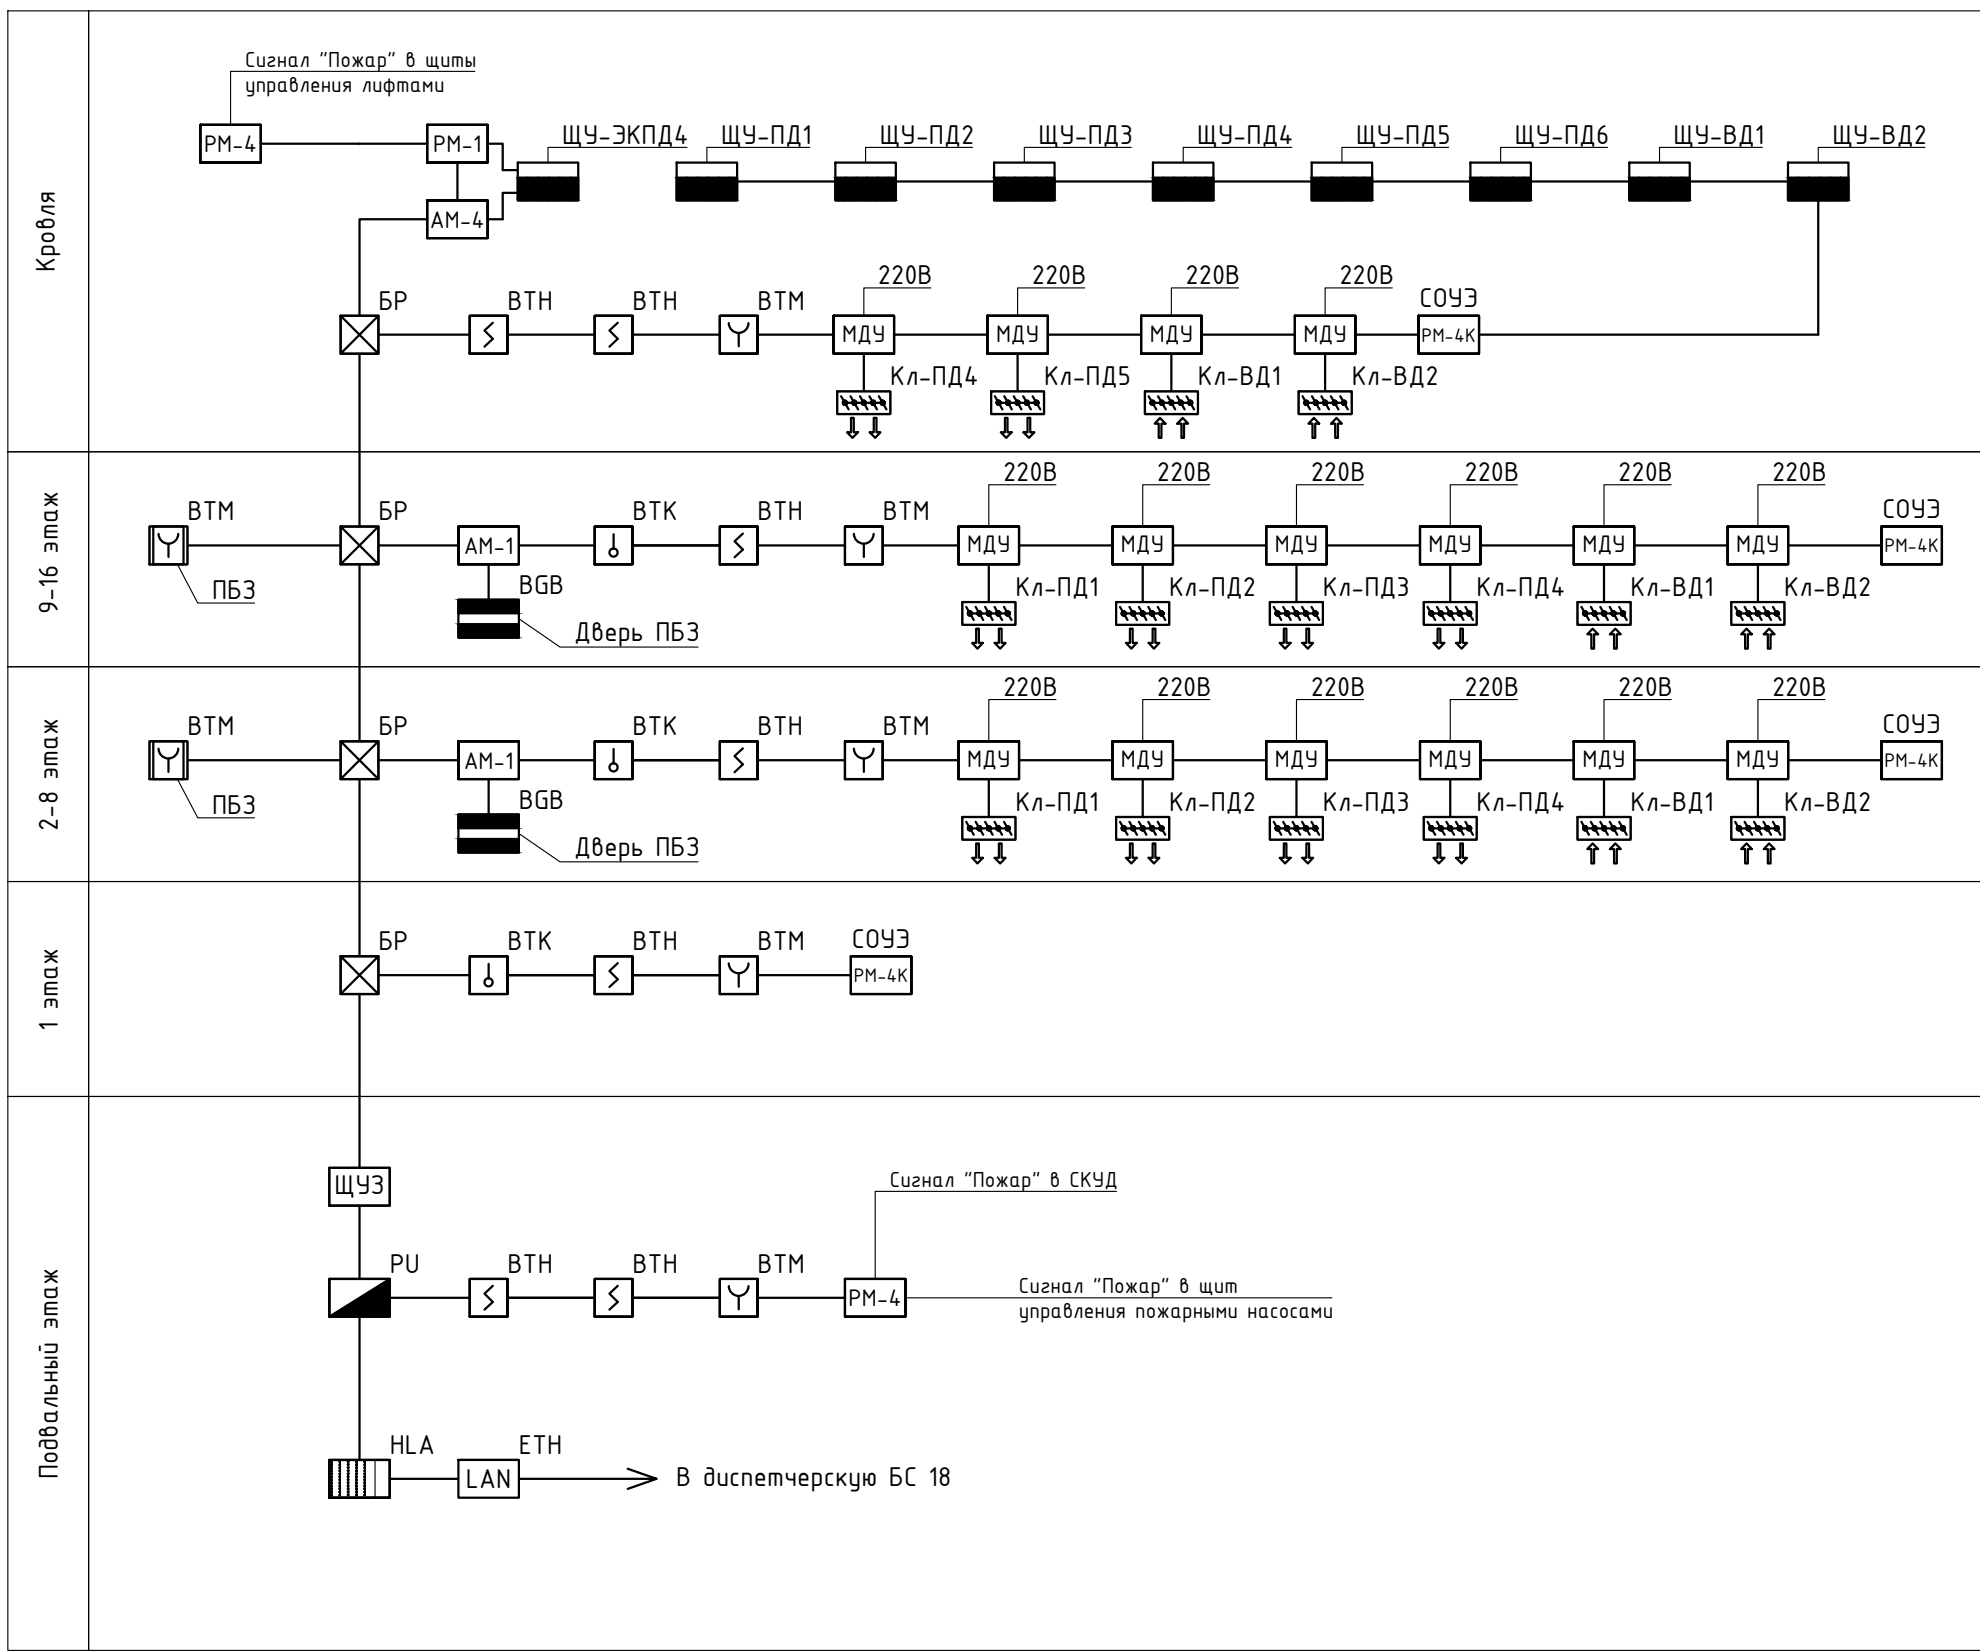 Кровля
Сигнал "Пожар" в щиты
управления лифтами
РМ-4
РМ-1
ЩУ-ЭКПД4
ЩУ-ПД1
ЩУ-ПД2
ЩУ-ПД3
ЩУ-ПД4
ЩУ-ПД5
ЩУ-ПД6
ЩУ-ВД1
ЩУ-ВД2
АМ-4
БР
ВТН
ВТН
ВТМ
220В
220В
220В
220В
СОУЭ
МДУ
МДУ
МДУ
МДУ
РМ-4К
Кл-ПД4
Кл-ПД5
Кл-ВД1
Кл-ВД2
9-16 этаж
ВТМ
ПБЗ
БР
АМ-1
BGB
Дверь ПБЗ
ВТК
ВТН
ВТМ
220В
220В
220В
220В
220В
220В
СОУЭ
МДУ
МДУ
МДУ
МДУ
МДУ
МДУ
РМ-4К
Кл-ПД1
Кл-ПД2
Кл-ПД3
Кл-ПД4
Кл-ВД1
Кл-ВД2
2-8 этаж
ВТМ
ПБЗ
БР
АМ-1
BGB
Дверь ПБЗ
ВТК
ВТН
ВТМ
220В
220В
220В
220В
220В
220В
СОУЭ
МДУ
МДУ
МДУ
МДУ
МДУ
МДУ
РМ-4К
Кл-ПД1
Кл-ПД2
Кл-ПД3
Кл-ПД4
Кл-ВД1
Кл-ВД2
1 этаж
БР
ВТК
ВТН
ВТМ
СОУЭ
РМ-4К
Подвальный этаж
ЩУЗ
Сигнал "Пожар" в СКУД
PU
ВТН
ВТН
ВТМ
РМ-4
Сигнал "Пожар" в щит
управления пожарными насосами
HLA
ETH
LAN
В диспетчерскую БС 18